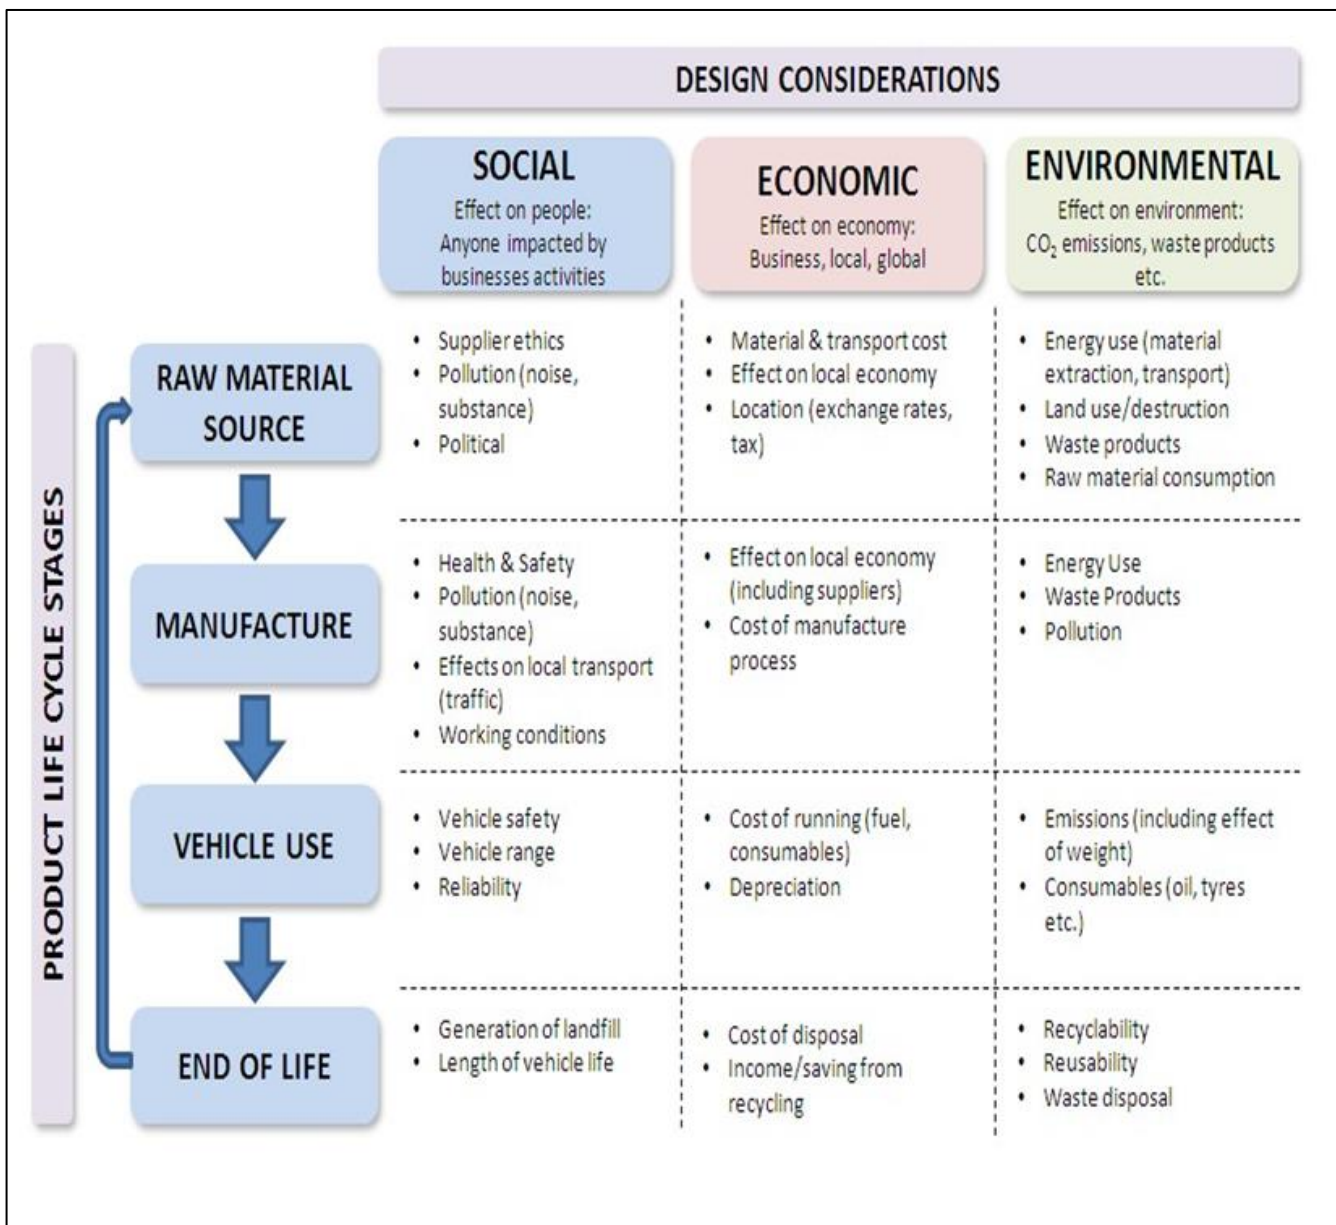 DESIGN CONSIDERATIONS
SOCIAL
Effect on people:
Anyone impacted by
businesses activities
ECONOMIC
Effect on economy:
Business, local, global
ENVIRONMENTAL
Effect on environment:
CO₂ emissions, waste products
etc.
PRODUCT LIFE CYCLE STAGES
RAW MATERIAL
SOURCE
• Supplier ethics
• Pollution (noise,
substance)
• Political
• Material & transport cost
• Effect on local economy
• Location (exchange rates,
tax)
• Energy use (material
extraction, transport)
• Land use/destruction
• Waste products
• Raw material consumption
MANUFACTURE
• Health & Safety
• Pollution (noise,
substance)
• Effects on local transport
(traffic)
• Working conditions
• Effect on local economy
(including suppliers)
• Cost of manufacture
process
• Energy Use
• Waste Products
• Pollution
VEHICLE USE
• Vehicle safety
• Vehicle range
• Reliability
• Cost of running (fuel,
consumables)
• Depreciation
• Emissions (including effect
of weight)
• Consumables (oil, tyres
etc.)
END OF LIFE
• Generation of landfill
• Length of vehicle life
• Cost of disposal
• Income/saving from
recycling
• Recyclability
• Reusability
• Waste disposal